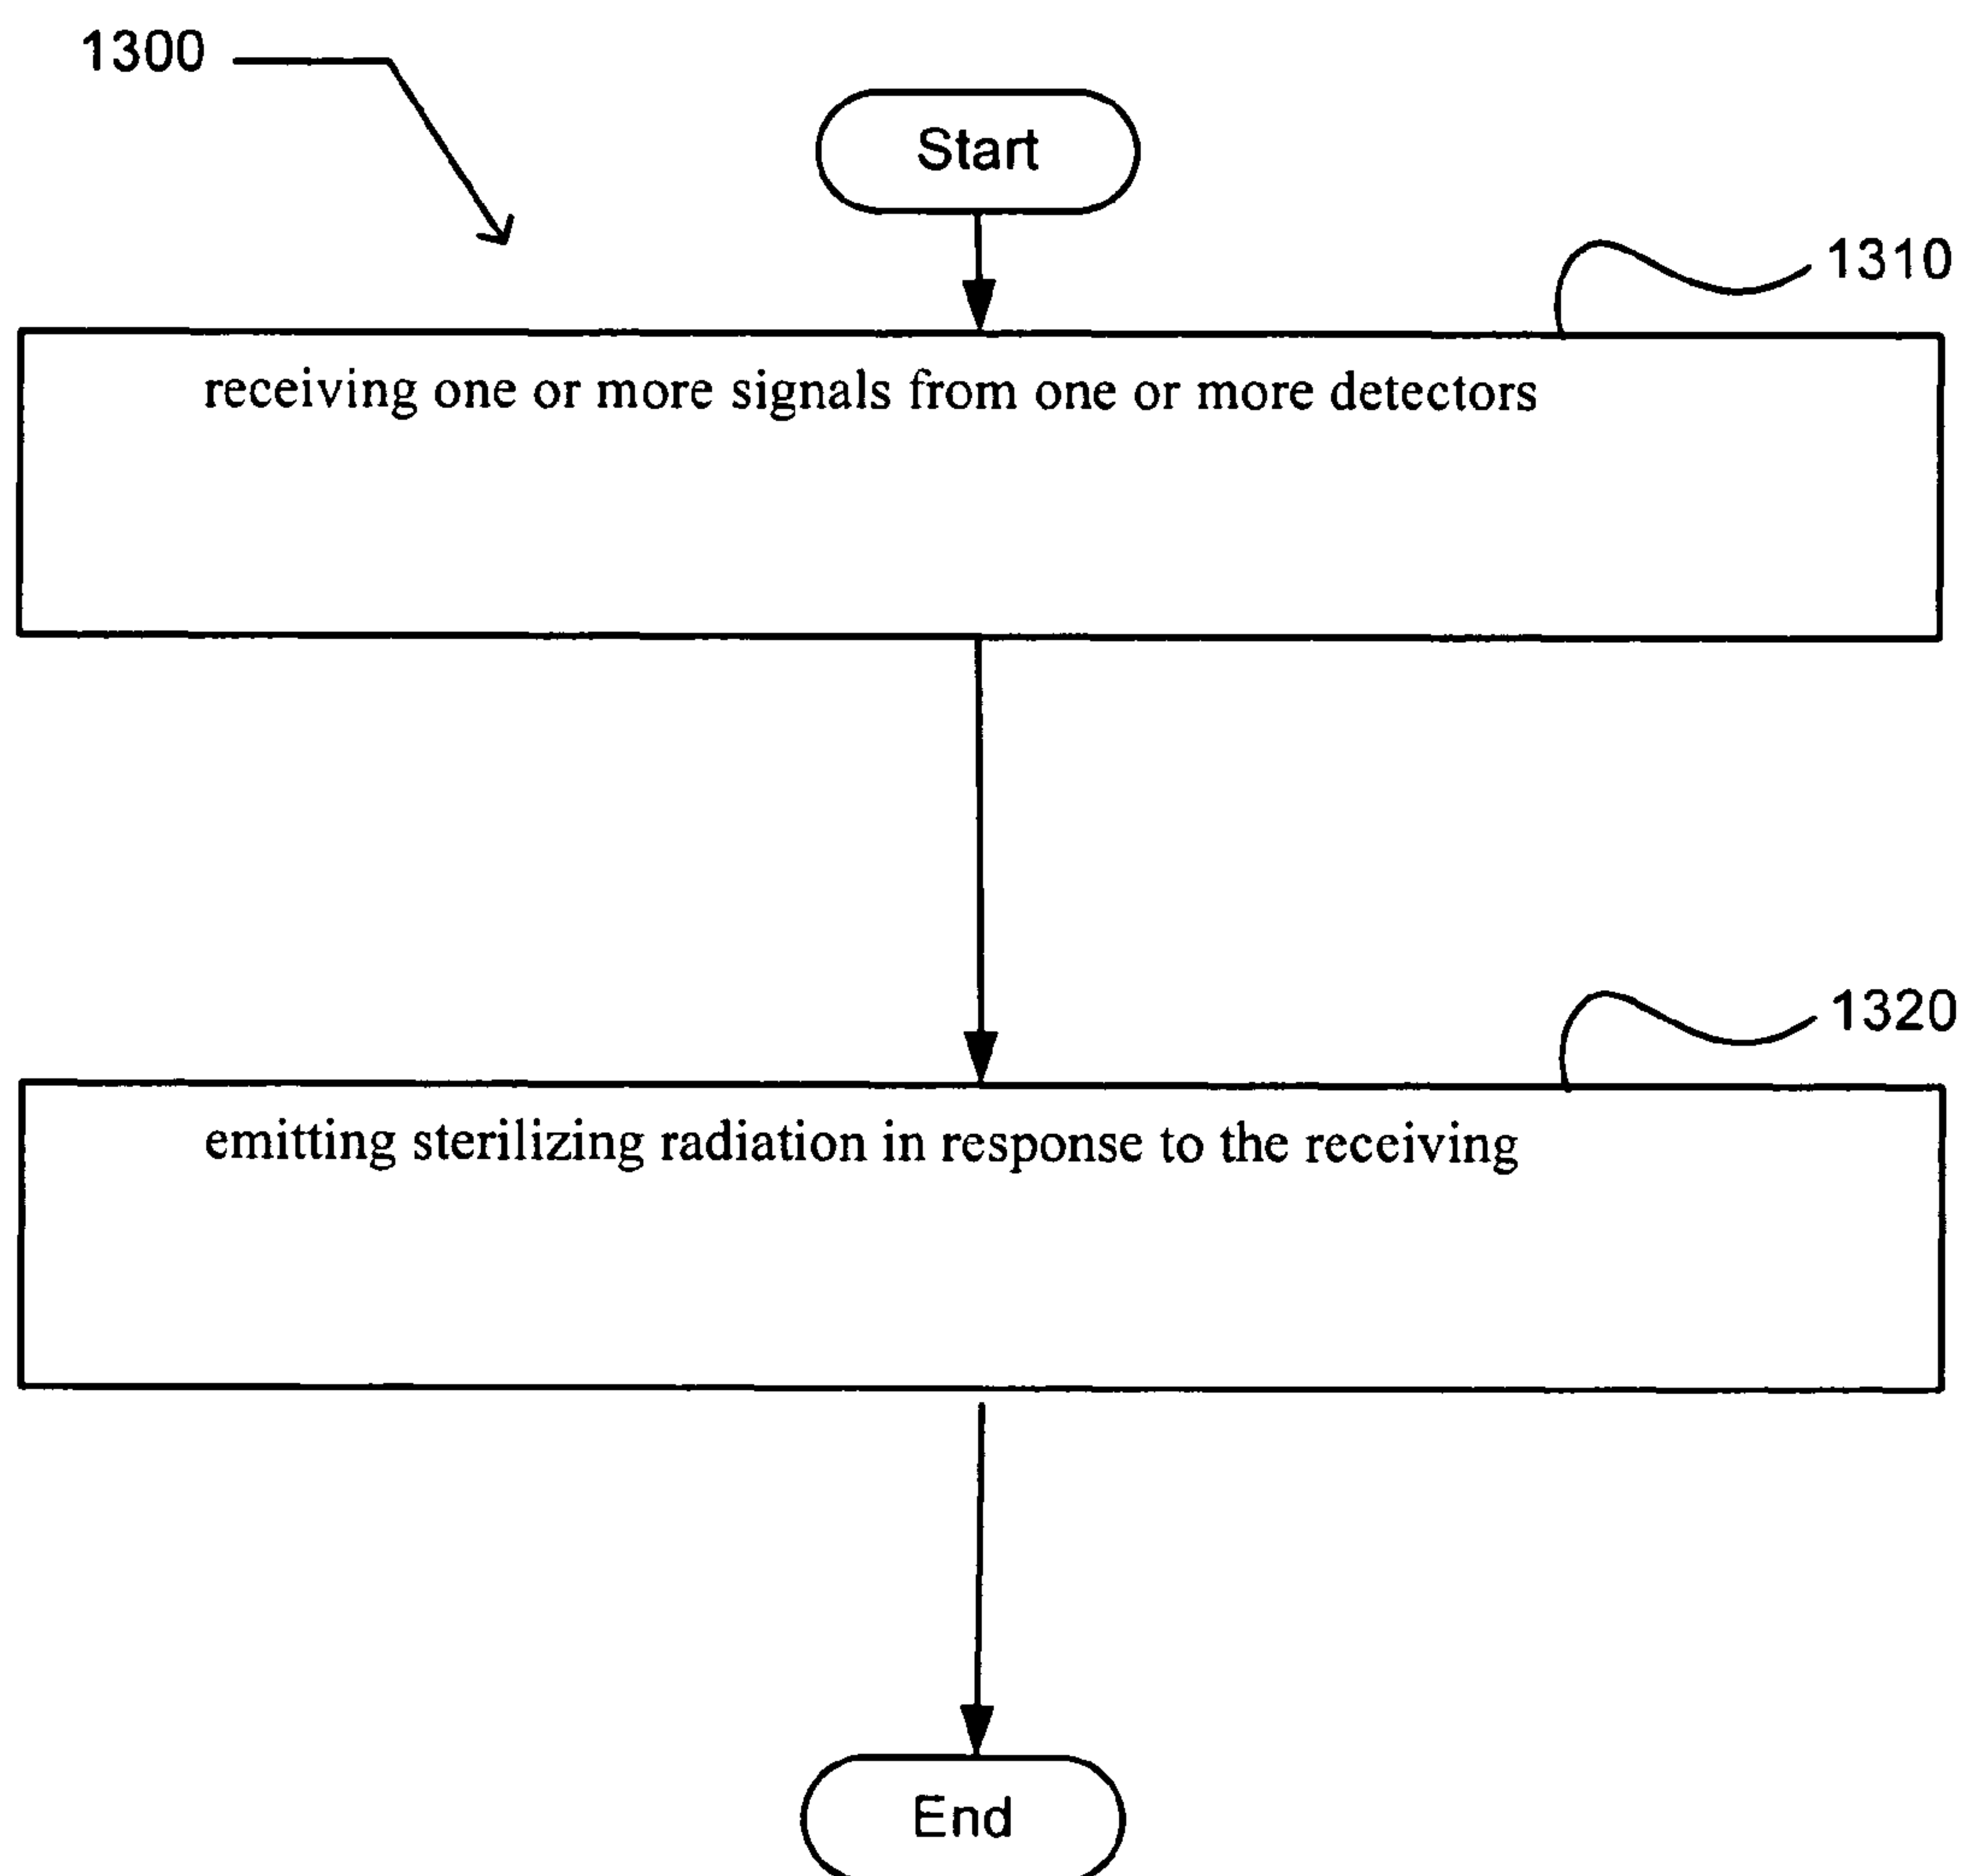 1300
Start
1310
receiving one or more signals from one or more detectors
1320
emitting sterilizing radiation in response to the receiving
End